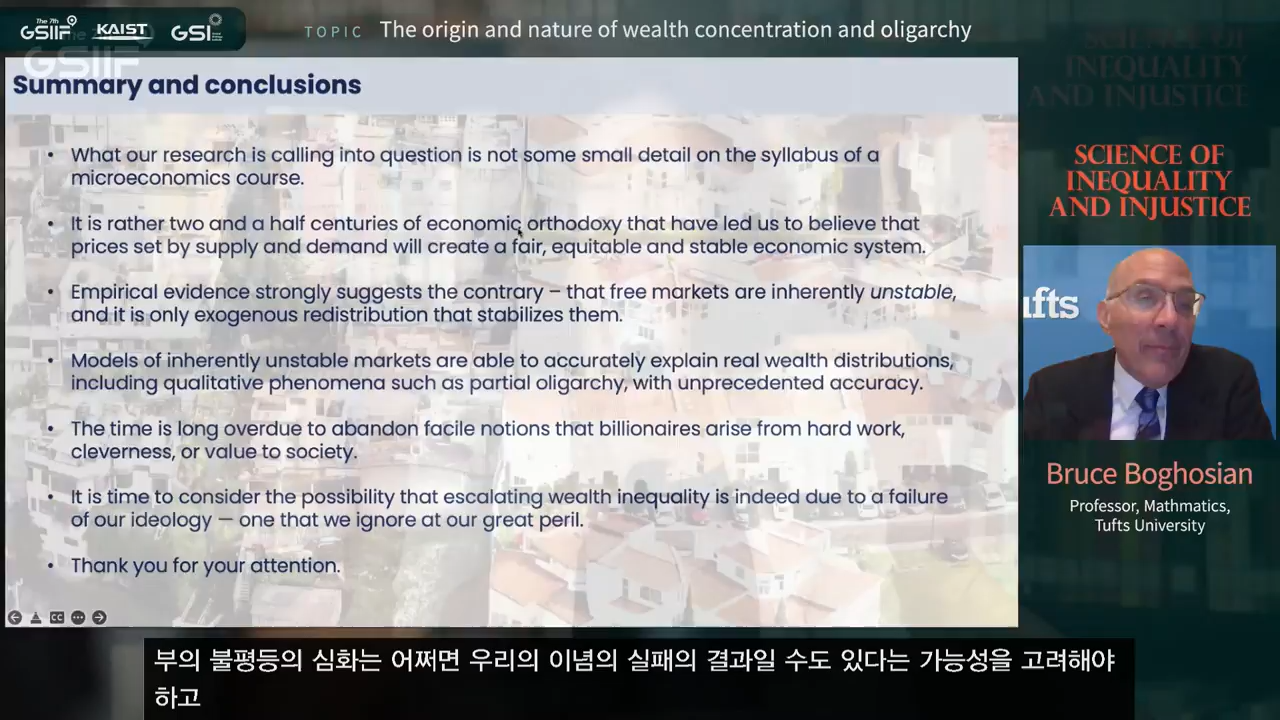 The 7th
GSIIF
KAIST
GSI
TOPIC The origin and nature of wealth concentration and oligarchy
GSIIF
Summary and conclusions
• What our research is calling into question is not some small detail on the syllabus of a
microeconomics course.
• It is rather two and a half centuries of economic orthodoxy that have led us to believe that
prices set by supply and demand will create a fair, equitable and stable economic system.
• Empirical evidence strongly suggests the contrary – that free markets are inherently unstable,
and it is only exogenous redistribution that stabilizes them.
• Models of inherently unstable markets are able to accurately explain real wealth distributions,
including qualitative phenomena such as partial oligarchy, with unprecedented accuracy.
• The time is long overdue to abandon facile notions that billionaires arise from hard work,
cleverness, or value to society.
• It is time to consider the possibility that escalating wealth inequality is indeed due to a failure
of our ideology — one that we ignore at our great peril.
• Thank you for your attention.
CC
SCIENCE OF
INEQUALITY
AND INJUSTICE
SCIENCE OF
INEQUALITY
AND INJUSTICE
ufts
Bruce Boghosian
Professor, Mathmatics,
Tufts University
부의 불평등의 심화는 어쩌면 우리의 이념의 실패의 결과일 수도 있다는 가능성을 고려해야
하고